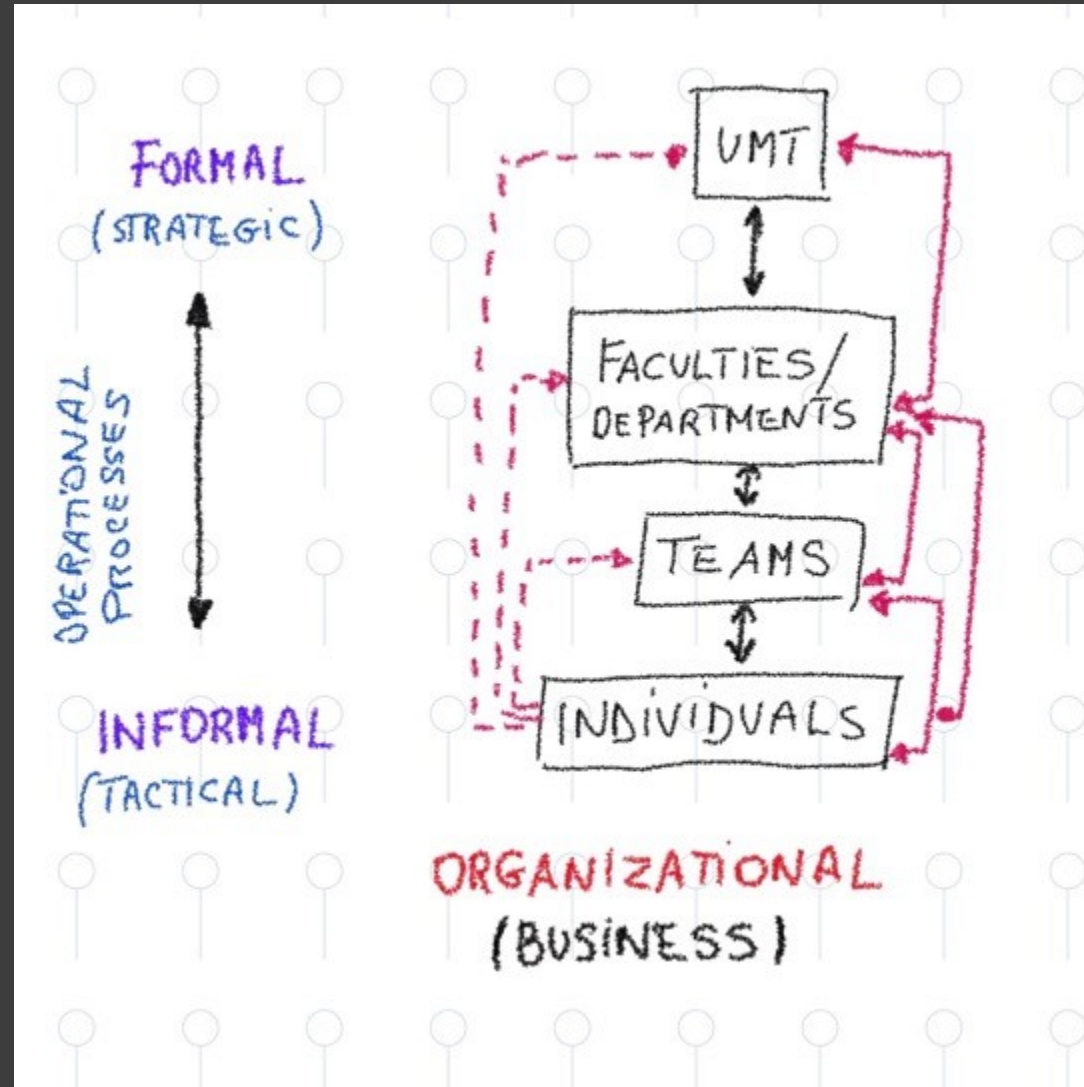 FORMAL
(STRATEGIC)
OPERATIONAL
PROCESSES
INFORMAL
(TACTICAL)
UMT
FACULTIES/
DEPARTMENTS
TEAMS
INDIVIDUALS
ORGANIZATIONAL
(BUSINESS)